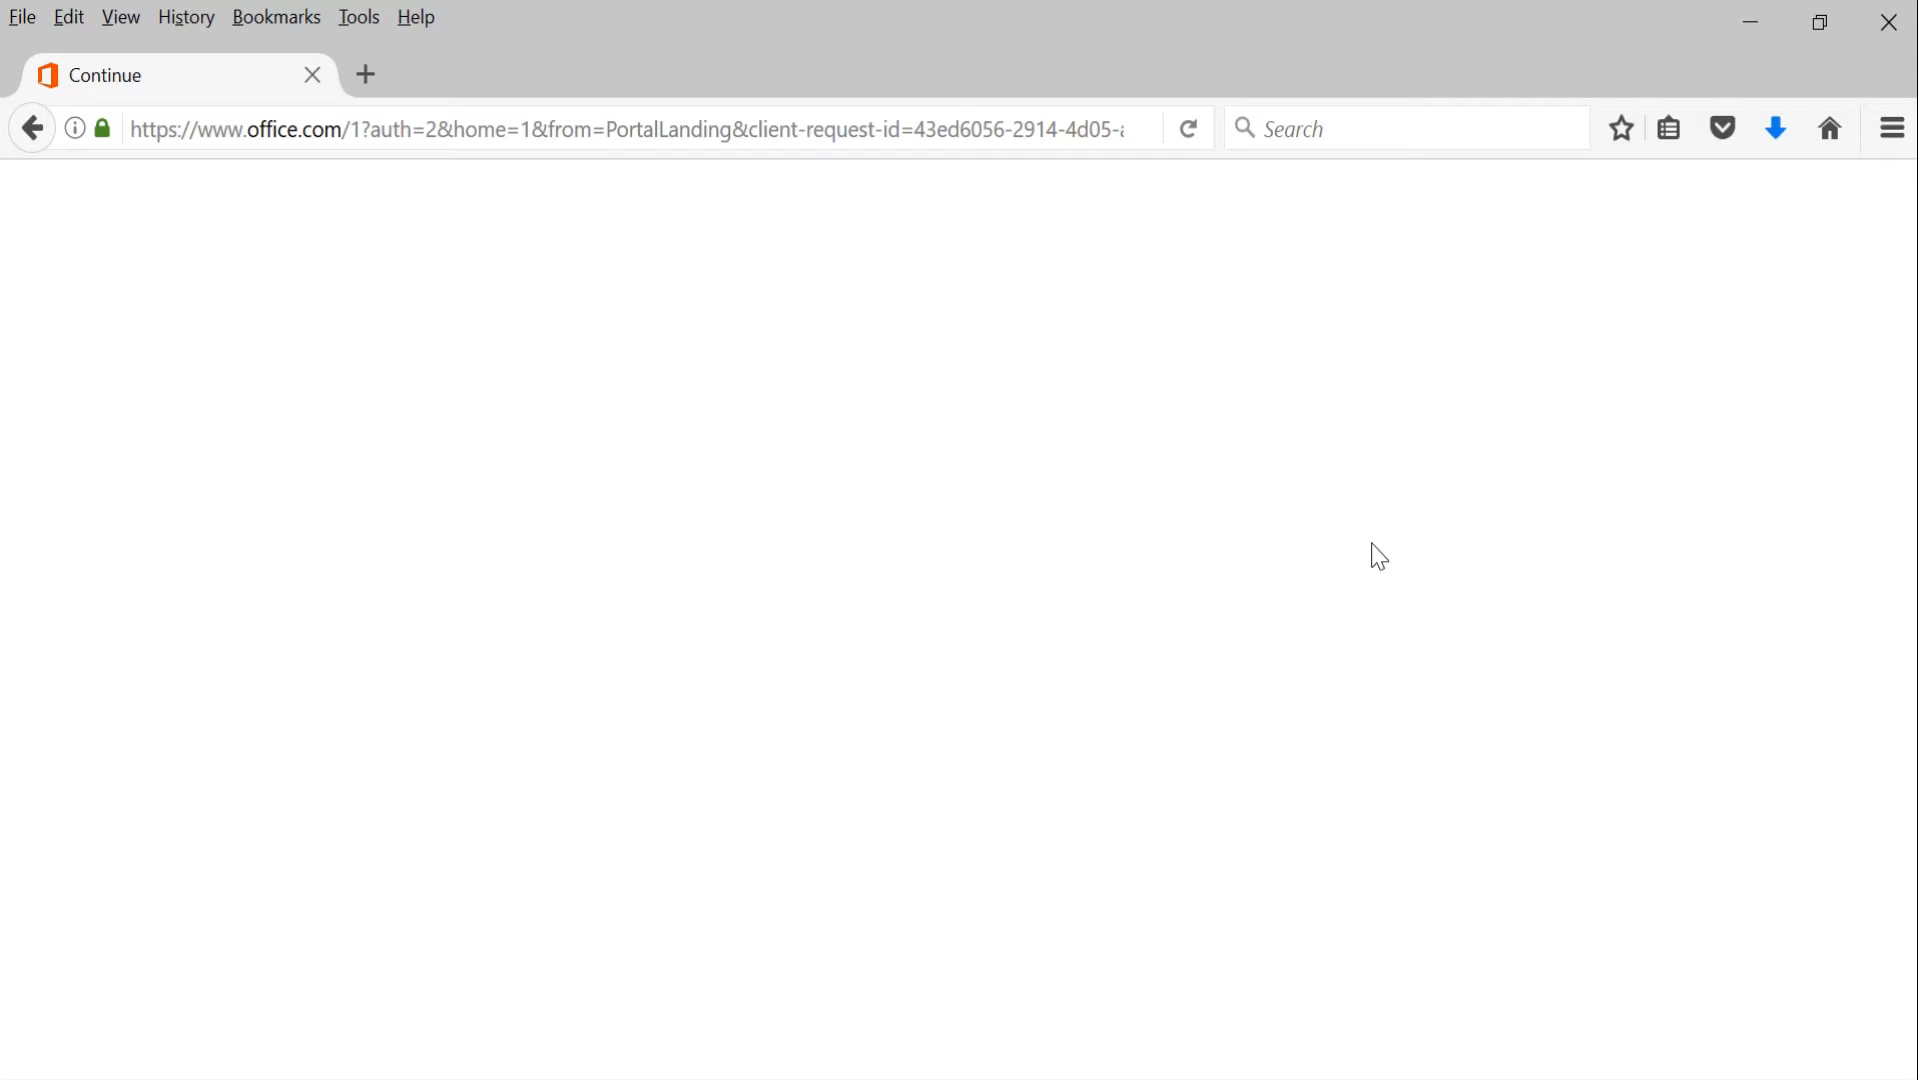 File Edit View History Bookmarks Tools Help
Continue
https://www.office.com/1?auth=2&home=1&from=PortalLanding&client-request-id=43ed6056-2914-4d05-
Search